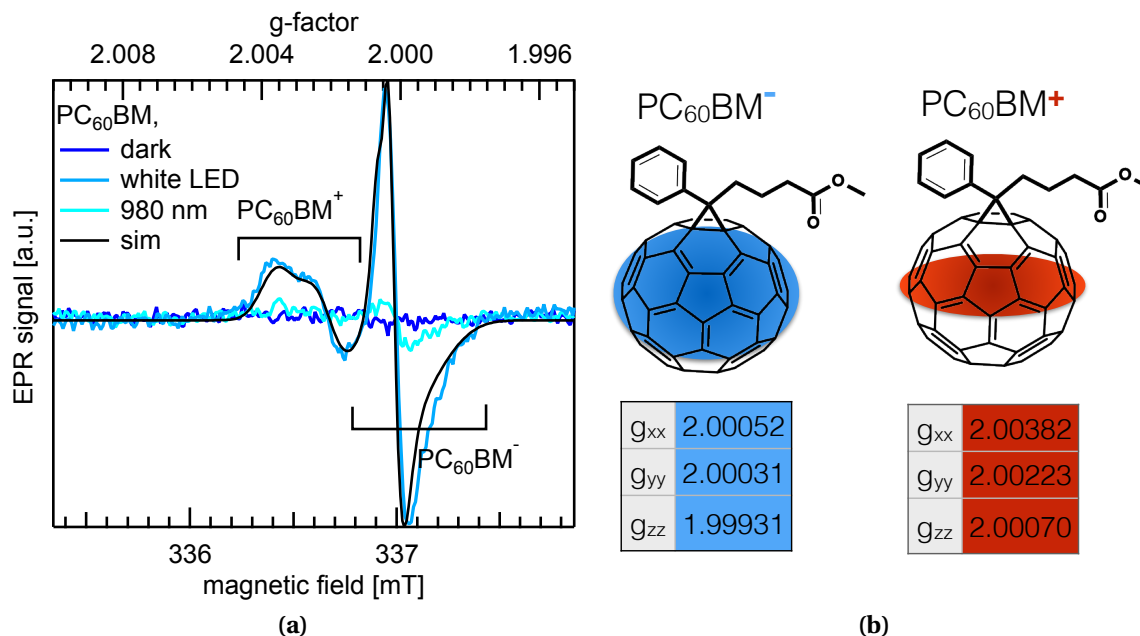 g-factor
2.008 2.004 2.000 1.996
PC₆₀BM,
dark
white LED
980 nm
sim
PC₆₀BM⁺
PC₆₀BM⁻
EPR signal [a.u.]
336 337
magnetic field [mT]
(a)
PC₆₀BM⁻ PC₆₀BM⁺
O
O
O
O
gxx 2.00052
gyy 2.00031
gzz 1.99931
gxx 2.00382
gyy 2.00223
gzz 2.00070
(b)